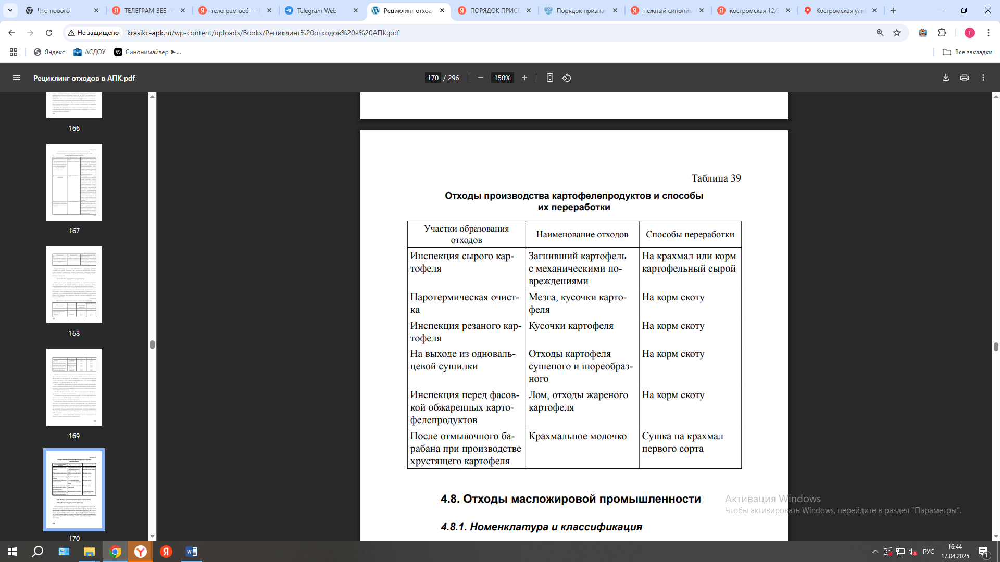 Что нового
ТЕЛЕГРАМ ВЕБ —
телеграм веб —
Telegram Web
Рециклинг отход
ПОРЯДОК ПРИСЕ
Порядок призна
нежный синоним
костромская 12/
Костромская ули
Не защищено
krasikc-apk.ru/wp-content/uploads/Books/Рециклинг%20отходов%20в%20АПК.pdf
T
Яндекс
АСДОУ
Синонимайзер ➤...
Все закладки
Рециклинг отходов в АПК.pdf
170 / 296
150%
166
167
168
169
170
Таблица 39
Отходы производства картофелепродуктов и способы
их переработки
Участки образования
отходов
Наименование отходов
Способы переработки
Инспекция сырого кар-
тофеля
Загнивший картофель
с механическими по-
вреждениями
На крахмал или корм
картофельный сырой
Паротермическая очист-
ка
Мезга, кусочки карто-
феля
На корм скоту
Инспекция резаного кар-
тофеля
Кусочки картофеля
На корм скоту
На выходе из одноваль-
цевой сушилки
Отходы картофеля
сушеного и пюреобраз-
ного
На корм скоту
Инспекция перед фасов-
кой обжаренных карто-
фелепродуктов
Лом, отходы жареного
картофеля
На корм скоту
После отмывочного ба-
рабана при производстве
хрустящего картофеля
Крахмальное молочко
Сушка на крахмал
первого сорта
4.8. Отходы масложировой промышленности
4.8.1. Номенклатура и классификация
Активация Windows
Чтобы активировать Windows, перейдите в раздел "Параметры".
РУС
16:44
17.04.2025
1